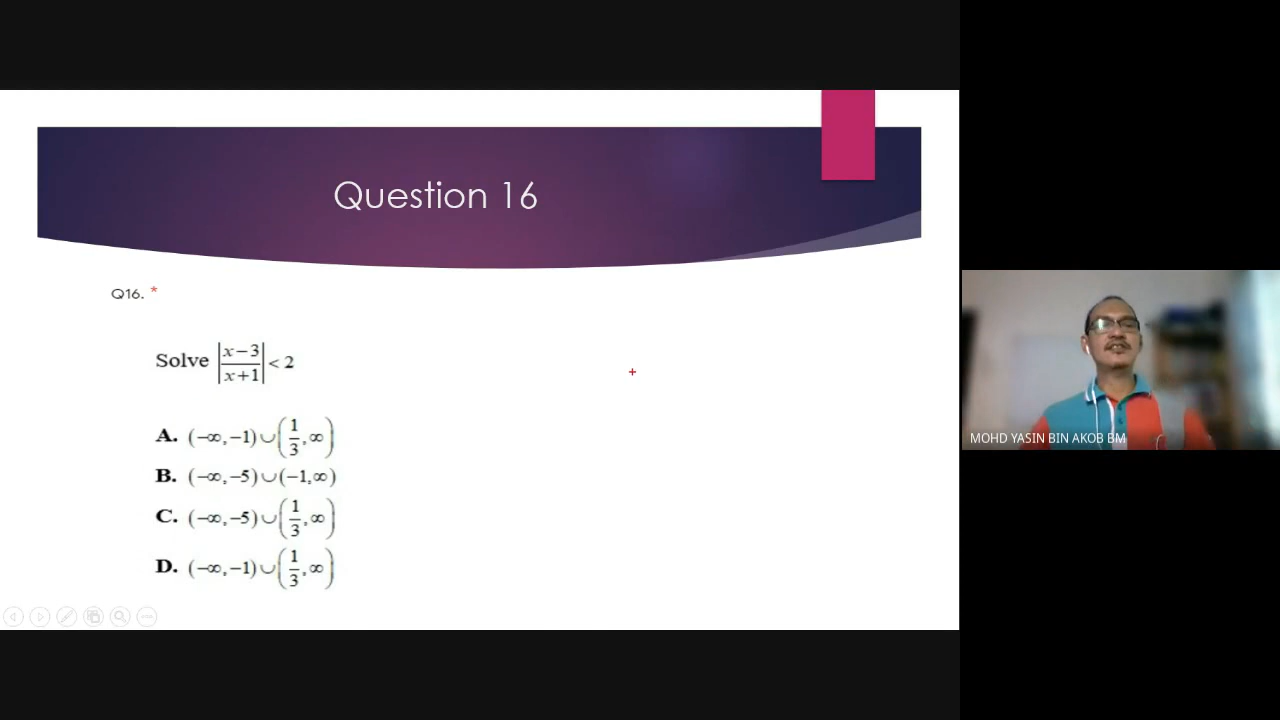 Question 16
Q16. *
Solve |x−3/x+1| < 2
A. (−∞,−1)∪(1/3,∞)
B. (−∞,−5)∪(−1,∞)
C. (−∞,−5)∪(1/3,∞)
D. (−∞,−1)∪(1/3,∞)
MOHD YASIN BIN AKOB BM